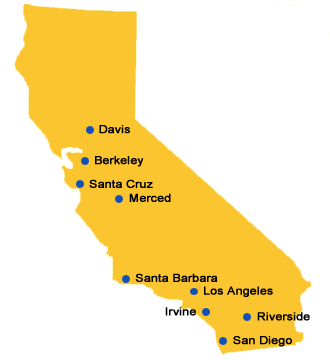 Davis
Berkeley
Santa Cruz
Merced
Santa Barbara
Los Angeles
Irvine
Riverside
San Diego